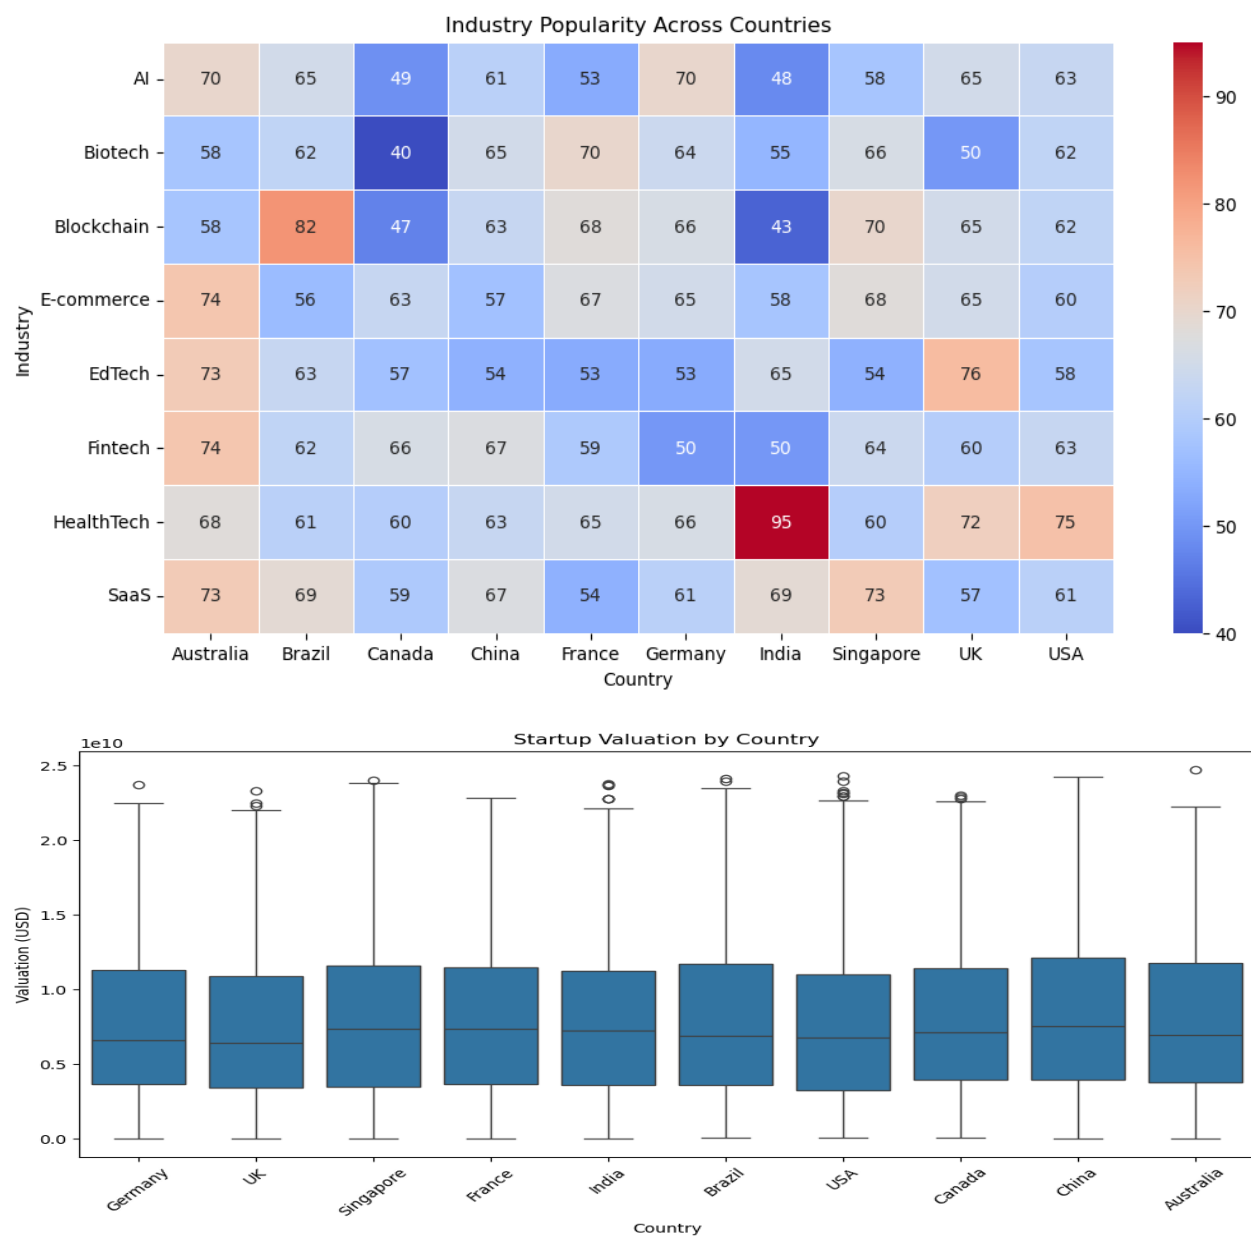 Industry Popularity Across Countries
AI 70 65 49 61 53 70 48 58 65 63
Biotech 58 62 40 65 70 64 55 66 50 62
Blockchain 58 82 47 63 68 66 43 70 65 62
E-commerce 74 56 63 57 67 65 58 68 65 60
EdTech 73 63 57 54 53 53 65 54 76 58
Fintech 74 62 66 67 59 50 50 64 60 63
HealthTech 68 61 60 63 65 66 95 60 72 75
SaaS 73 69 59 67 54 61 69 73 57 61
Industry
Australia Brazil Canada China France Germany India Singapore UK USA
Country
90
80
70
60
50
40
Startup Valuation by Country
1e10
2.5
2.0
1.5
1.0
0.5
0.0
Valuation (USD)
Germany UK Singapore France India Brazil USA Canada China Australia
Country